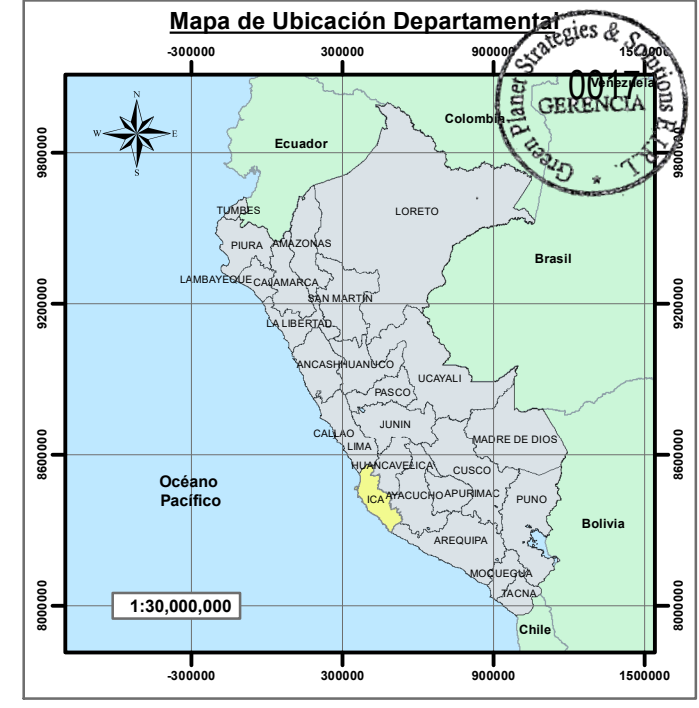 Mapa de Ubicación Departamental
-300000 300000 900000 1500000
Green Planet Strategies & Solutions E.I.R.L.
GERENCIA
0017
Venezuela
Colombia
Ecuador
N
W E
S
9800000 9800000
TUMBES
LORETO
PIURA AMAZONAS
Brasil
LAMBAYEQUE CAJAMARCA
SAN MARTIN
9200000 9200000
LA LIBERTAD
ANCASH HUANUCO
UCAYALI
PASCO
JUNIN
CALLAO
MADRE DE DIOS
LIMA
8600000 8600000
HUANCAVELICA
CUSCO
Océano
Pacífico
ICA AYACUCHO APURIMAC PUNO
Bolivia
AREQUIPA
MOQUEGUA
TACNA
8000000 8000000
1:30,000,000
Chile
-300000 300000 900000 1500000